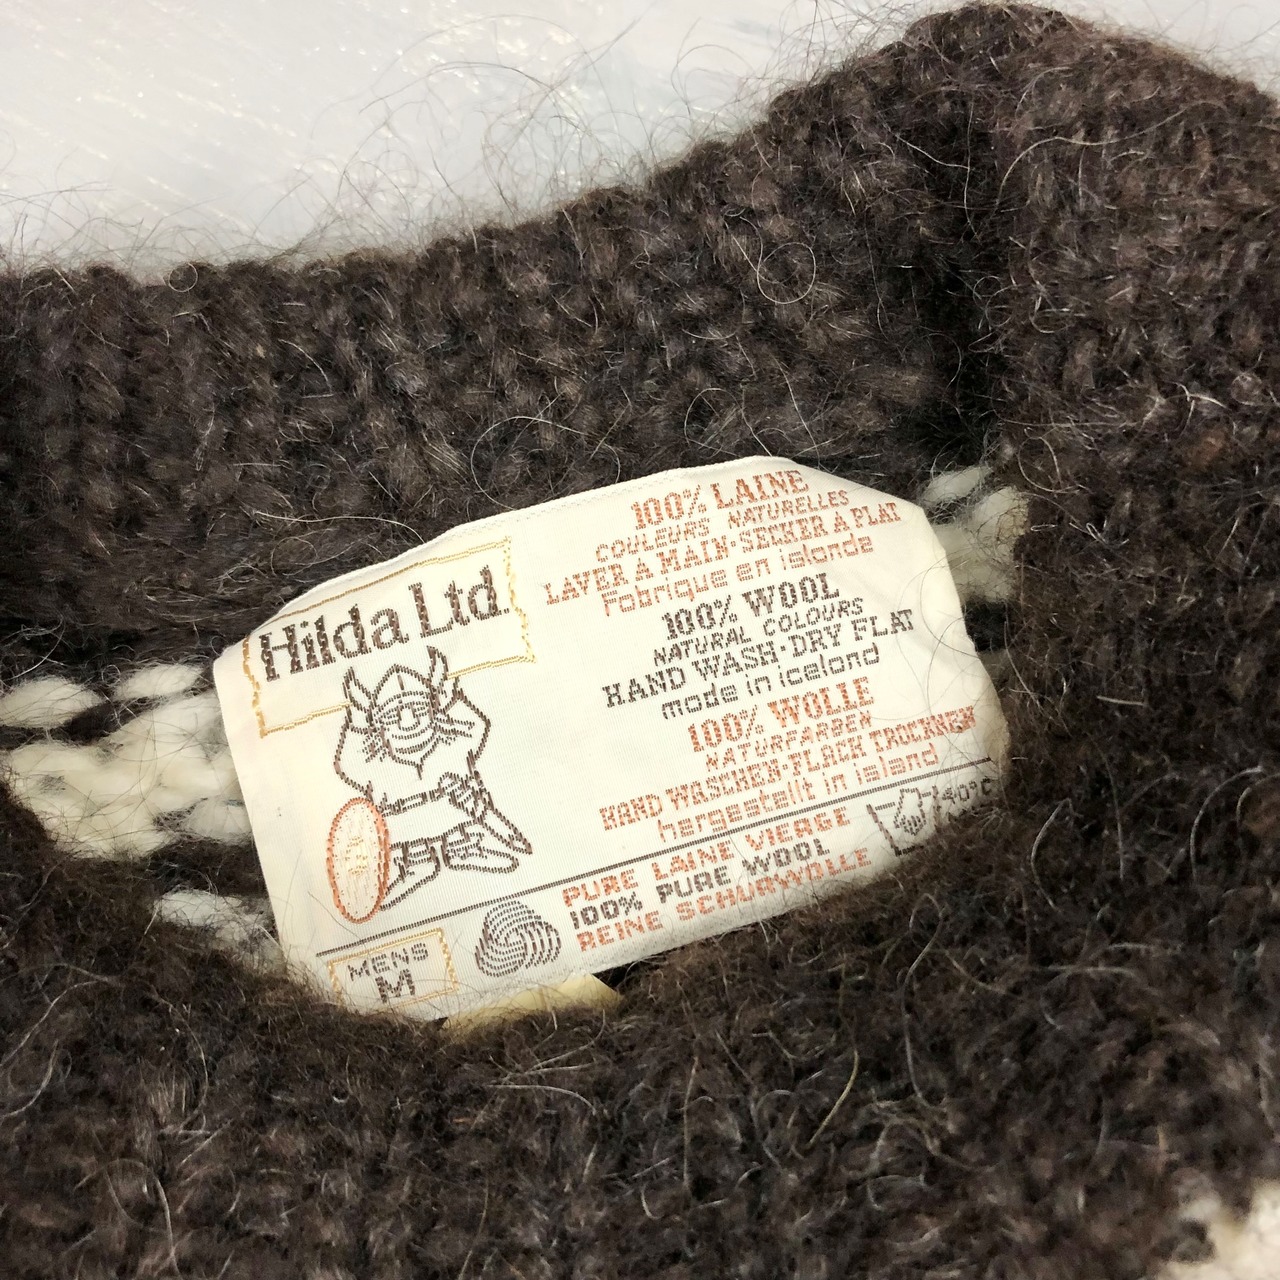 Hilda Ltd.
100% LAINE
COULEURS NATURELLES
LAVER A MAIN·SECHER A PLAT
Fabrique en islande
100% WOOL
NATURAL COLOURS
HAND WASH·DRY FLAT
made in iceland
100% WOLLE
NATURFARBEN
HAND WASCHEN·FLACH TROCKNEN
hergestellt in island
PURE LAINE VIERGE
100% PURE WOOL
REINE SCHURWOLLE
40°C
MENS
M